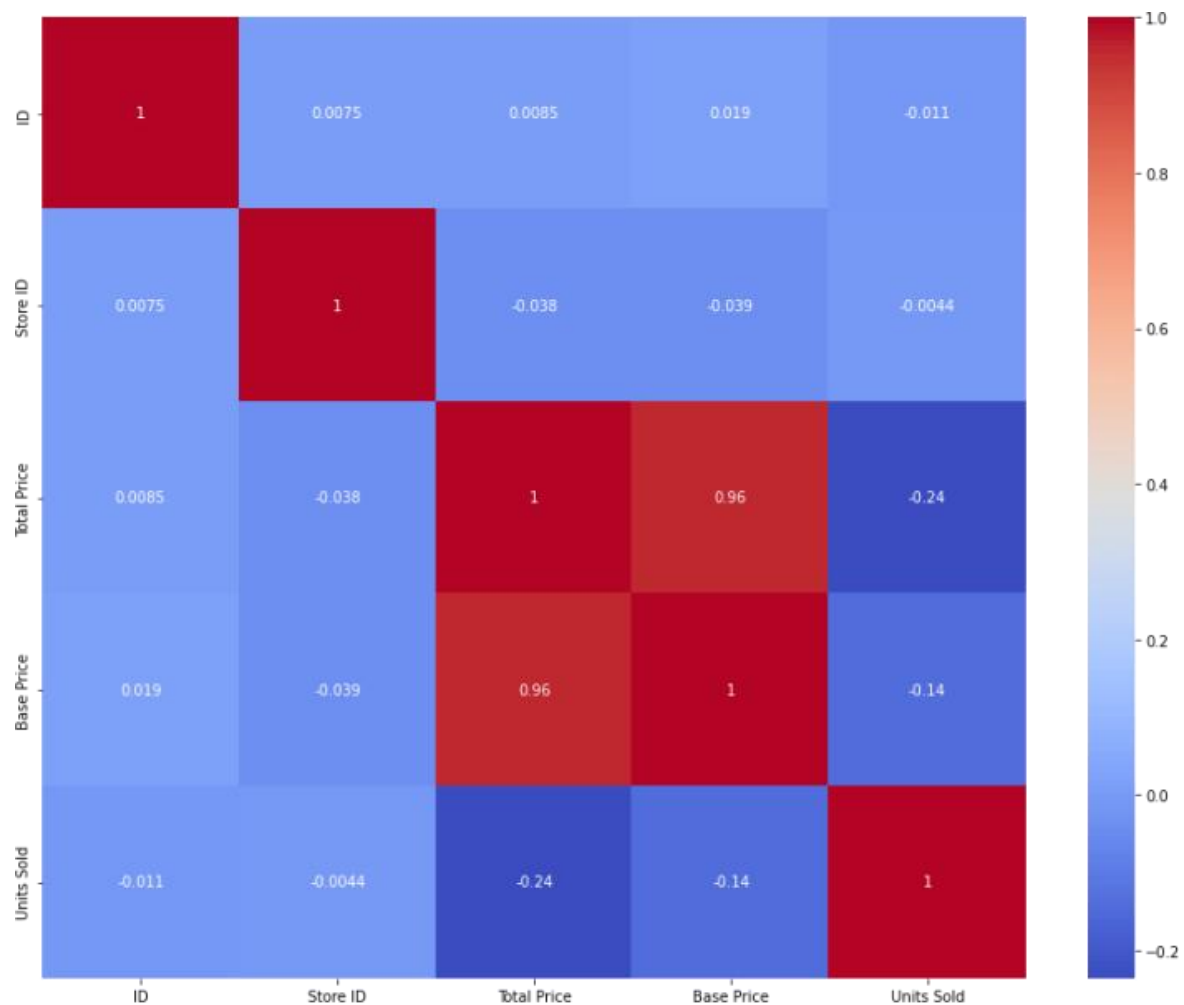 ID 1 0.0075 0.0085 0.019 -0.011
Store ID 0.0075 1 -0.038 -0.039 -0.0044
Total Price 0.0085 -0.038 1 0.96 -0.24
Base Price 0.019 -0.039 0.96 1 -0.14
Units Sold -0.011 -0.0044 -0.24 -0.14 1
ID Store ID Total Price Base Price Units Sold
1.0
0.8
0.6
0.4
0.2
0.0
-0.2